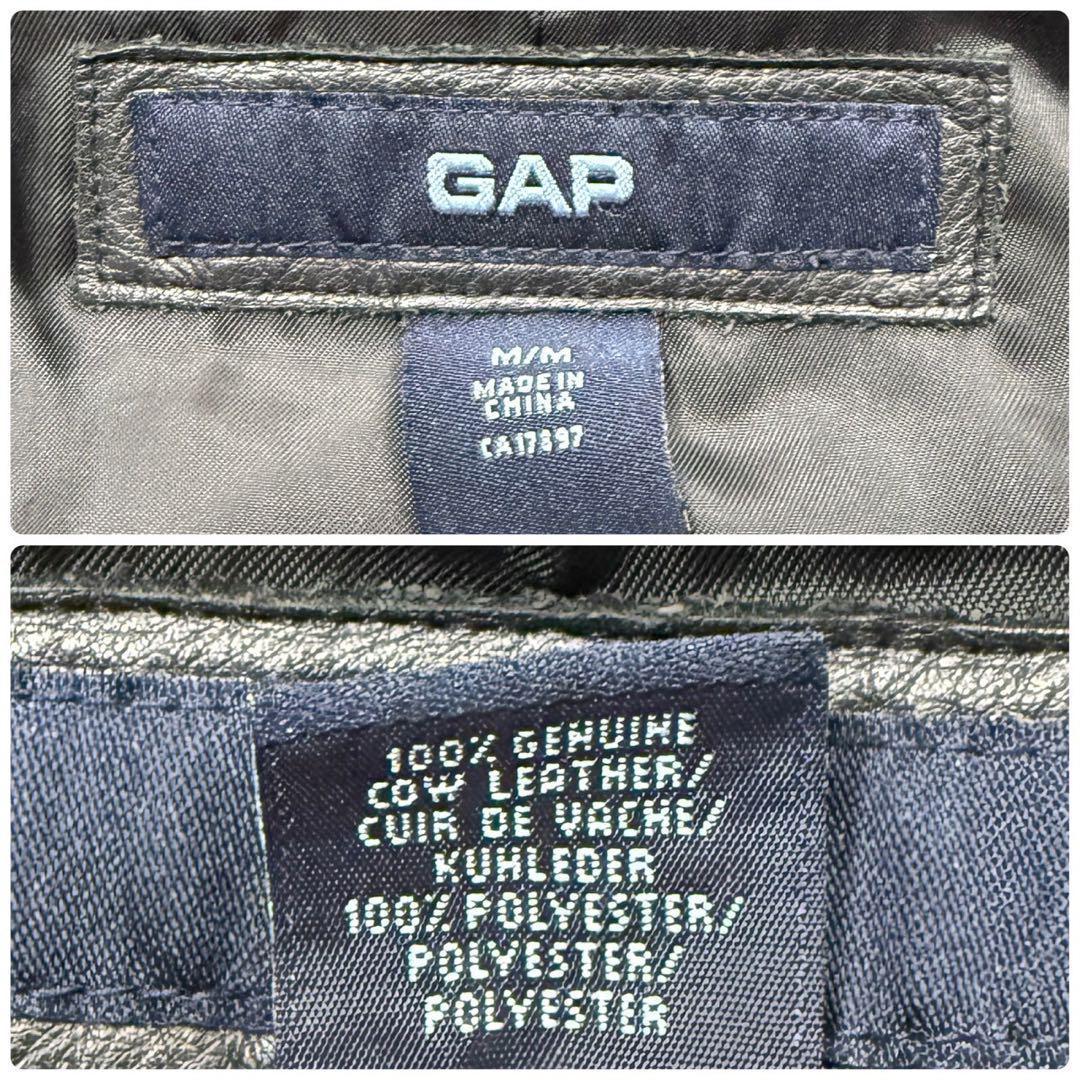 GAP
M/M
MADE IN
CHINA
CA17897
100% GENUINE
COW LEATHER/
CUIR DE VACHE/
KUHLEDER
100% POLYESTER/
POLYESTER/
POLYESTER